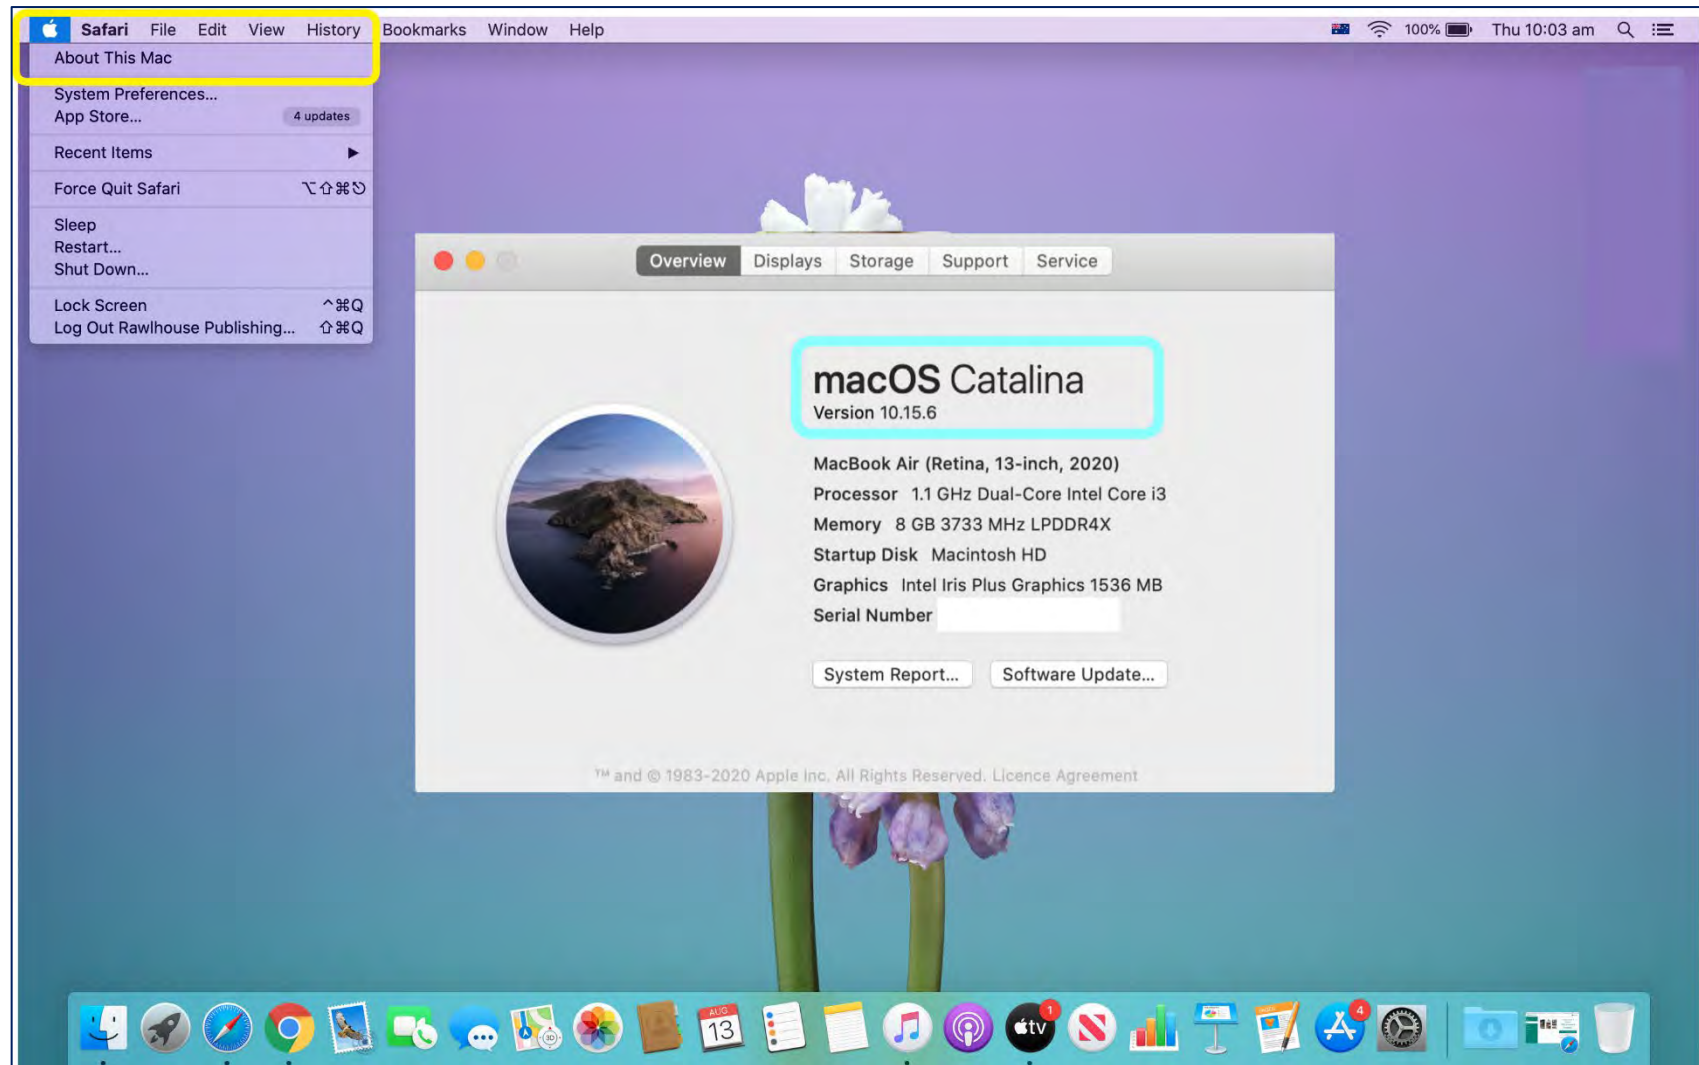 Safari File Edit View History Bookmarks Window Help 100% Thu 10:03 am
About This Mac
System Preferences...
App Store... 4 updates
Recent Items
Force Quit Safari ⌥⇧⌘⎋
Sleep
Restart...
Shut Down...
Lock Screen ^⌘Q
Log Out Rawlhouse Publishing... ⇧⌘Q
Overview Displays Storage Support Service
macOS Catalina
Version 10.15.6
MacBook Air (Retina, 13-inch, 2020)
Processor 1.1 GHz Dual-Core Intel Core i3
Memory 8 GB 3733 MHz LPDDR4X
Startup Disk Macintosh HD
Graphics Intel Iris Plus Graphics 1536 MB
Serial Number
System Report... Software Update...
™ and © 1983-2020 Apple Inc. All Rights Reserved. Licence Agreement
AUG
13
3D
tv
1
4